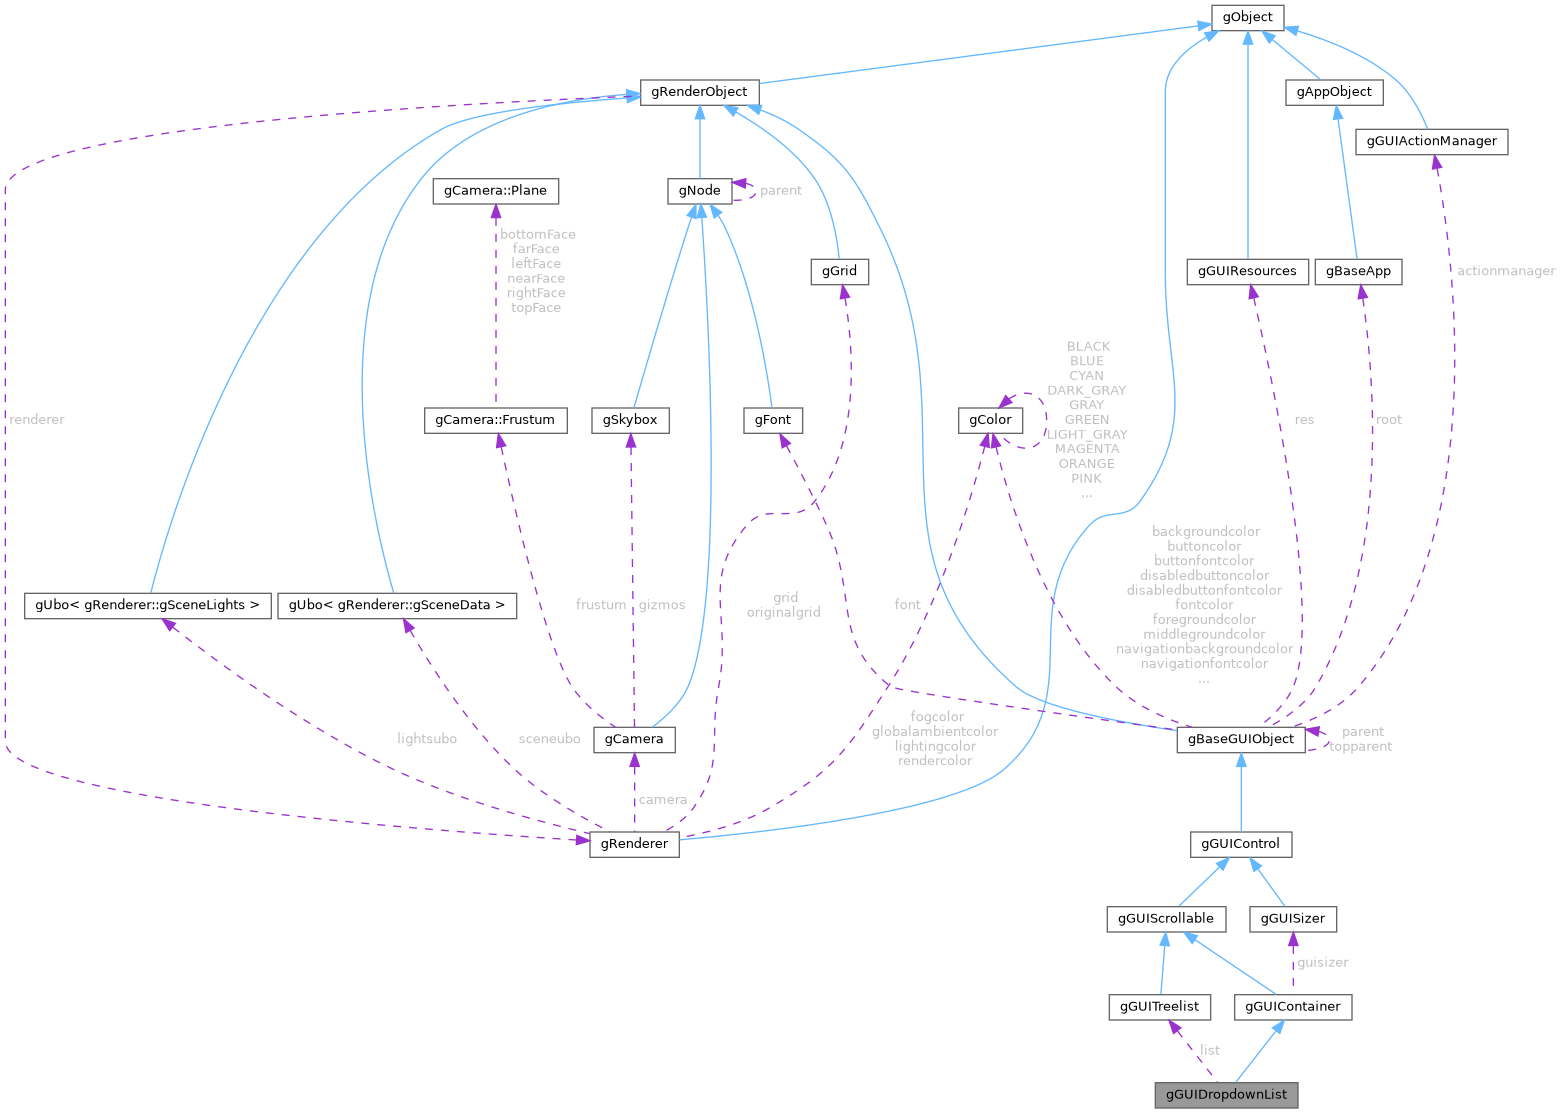 gObject
gRenderObject
gAppObject
gGUIActionManager
gCamera::Plane
gNode
parent
bottomFace
farFace
leftFace
nearFace
rightFace
topFace
gGrid
gGUIResources
gBaseApp
actionmanager
BLACK
BLUE
CYAN
DARK_GRAY
GRAY
GREEN
LIGHT_GRAY
MAGENTA
ORANGE
PINK
...
renderer
gCamera::Frustum
gSkybox
gFont
gColor
res
root
backgroundcolor
buttoncolor
buttonfontcolor
disabledbuttoncolor
disabledbuttonfontcolor
fontcolor
foregroundcolor
middlegroundcolor
navigationbackgroundcolor
navigationfontcolor
...
gUbo< gRenderer::gSceneLights >
gUbo< gRenderer::gSceneData >
frustum
gizmos
grid
originalgrid
font
lightsubo
sceneubo
gCamera
fogcolor
globalambientcolor
lightingcolor
rendercolor
gBaseGUIObject
parent
topparent
camera
gRenderer
gGUIControl
gGUIScrollable
gGUISizer
guisizer
gGUITreelist
gGUIContainer
list
gGUIDropdownList